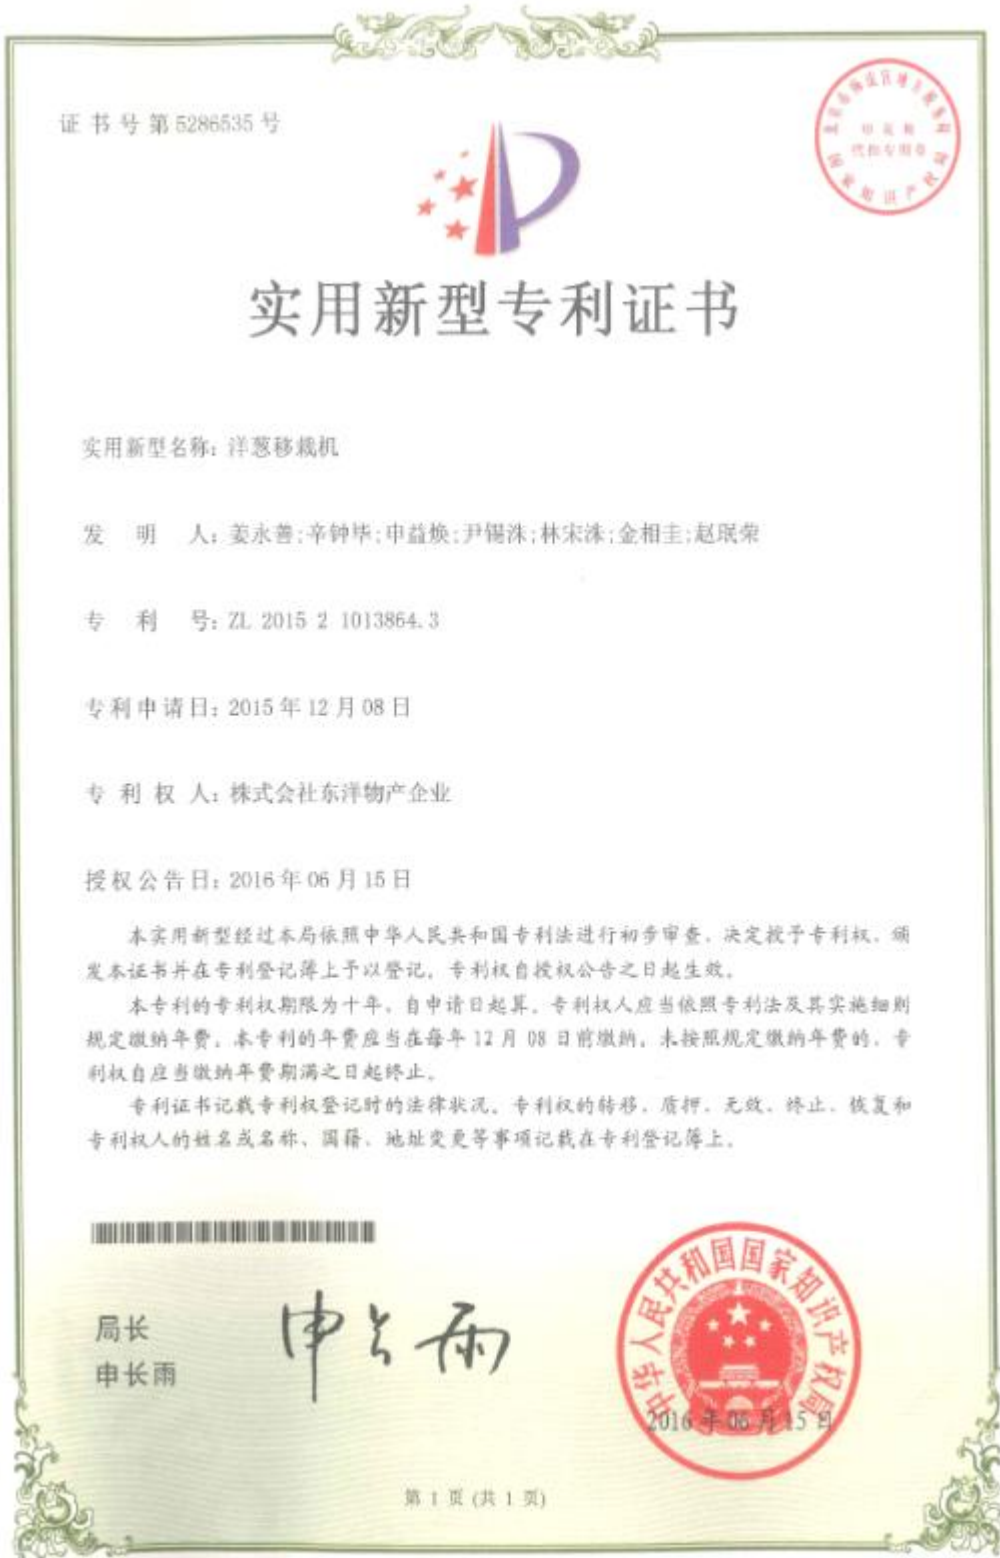 证书号第5286535号
实用新型专利证书
实用新型名称：洋葱移栽机
发明人：姜永善;辛钟毕;申益焕;尹锡洙;林宋洙;金相圭;赵珉荣
专利号：ZL 2015 2 1013864.3
专利申请日：2015年12月08日
专利权人：株式会社东洋物产企业
授权公告日：2016年06月15日
本实用新型经过本局依照中华人民共和国专利法进行初步审查，决定授予专利权，颁
发本证书并在专利登记簿上予以登记。专利权自授权公告之日起生效。
本专利的专利权期限为十年，自申请日起算。专利权人应当依照专利法及其实施细则
规定缴纳年费。本专利的年费应当在每年12月08日前缴纳。未按照规定缴纳年费的，专
利权自应当缴纳年费期满之日起终止。
专利证书记载专利权登记时的法律状况。专利权的转移、质押、无效、终止、恢复和
专利权人的姓名或名称、国籍、地址变更等事项记载在专利登记簿上。
局长
申长雨
申长雨
中华人民共和国国家知识产权局
2016年06月15日
第1页(共1页)